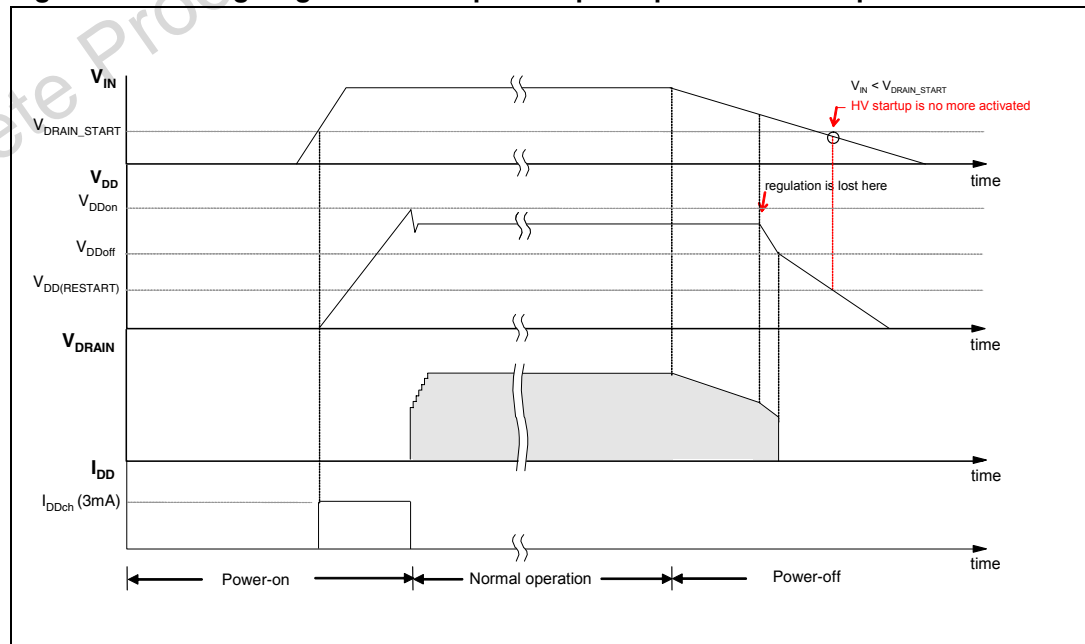 V_IN
V_IN < V_DRAIN_START
HV startup is no more activated
V_DRAIN_START
time
V_DD
regulation is lost here
V_DDon
V_DDoff
V_DD(RESTART)
time
V_DRAIN
time
I_DD
I_DDch (3mA)
time
Power-on
Normal operation
Power-off